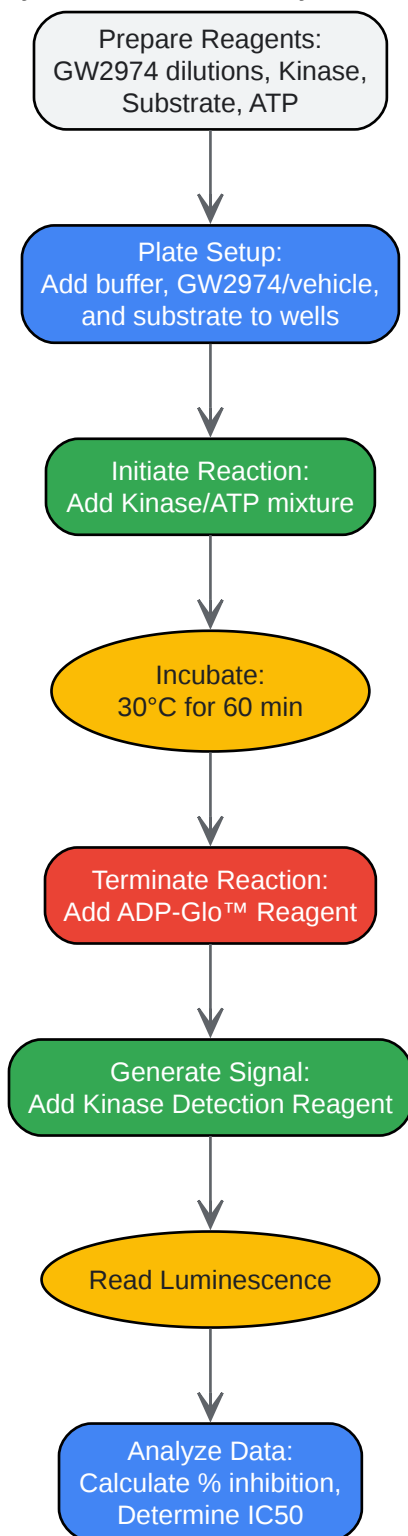 Prepare Reagents:
GW2974 dilutions, Kinase,
Substrate, ATP
Plate Setup:
Add buffer, GW2974/vehicle,
and substrate to wells
Initiate Reaction:
Add Kinase/ATP mixture
Incubate:
30°C for 60 min
Terminate Reaction:
Add ADP-Glo™ Reagent
Generate Signal:
Add Kinase Detection Reagent
Read Luminescence
Analyze Data:
Calculate % inhibition,
Determine IC50